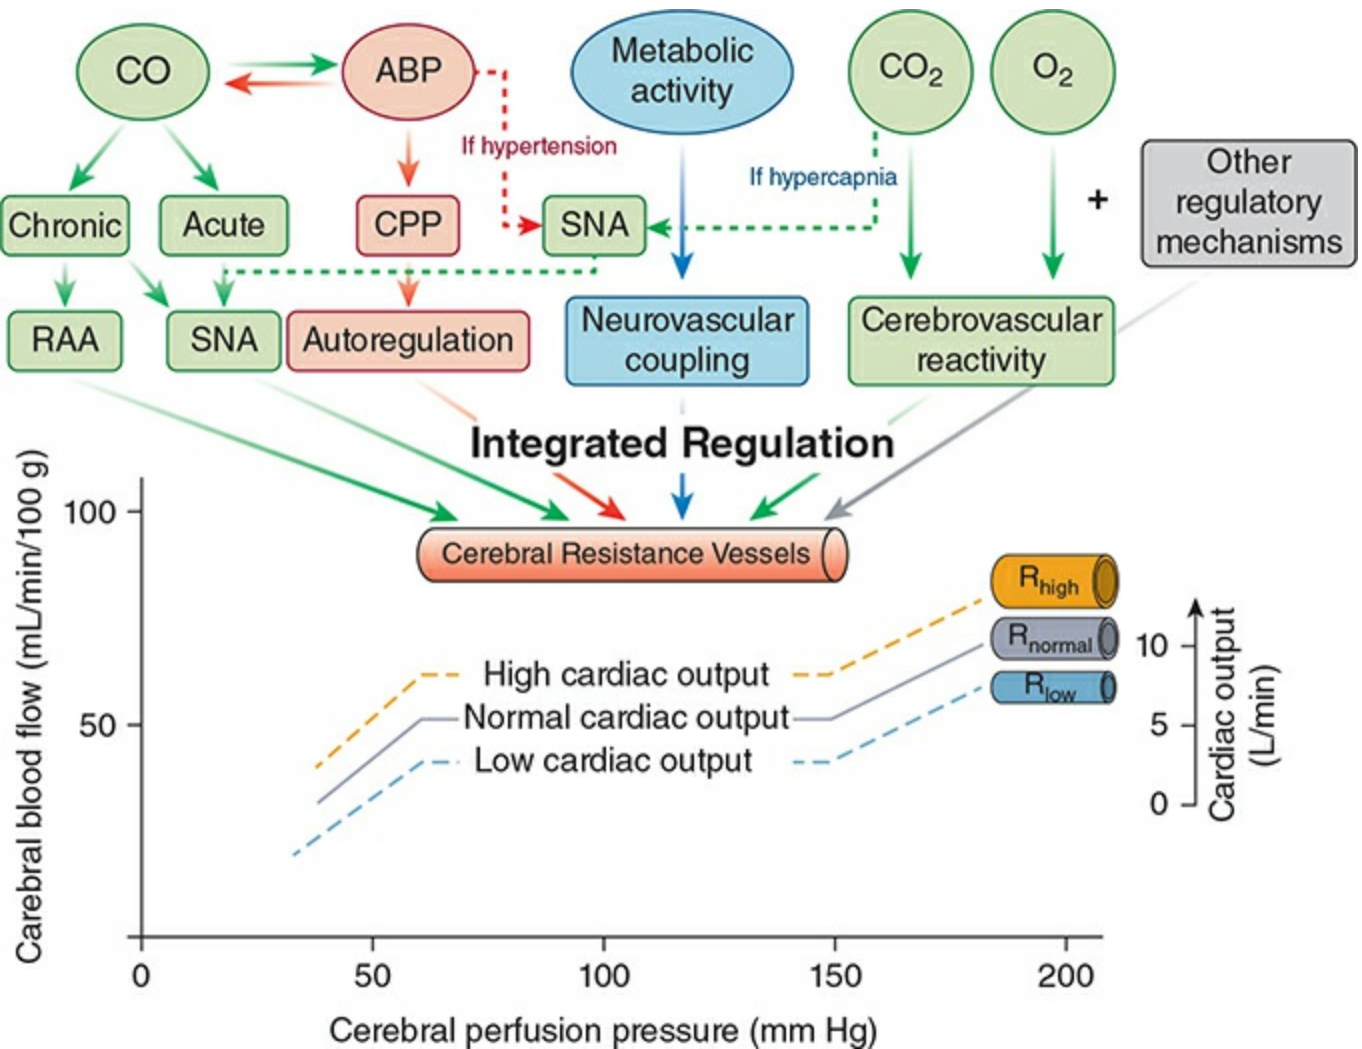 CO
ABP
Metabolic
activity
CO2
O2
If hypertension
If hypercapnia
Other
regulatory
mechanisms
+
Chronic
Acute
CPP
SNA
RAA
SNA
Autoregulation
Neurovascular
coupling
Cerebrovascular
reactivity
Integrated Regulation
Cerebral Resistance Vessels
Carebral blood flow (mL/min/100 g)
100
50
High cardiac output
Normal cardiac output
Low cardiac output
Rhigh
Rnormal
Rlow
10
5
0
Cardiac output
(L/min)
0
50
100
150
200
Cerebral perfusion pressure (mm Hg)